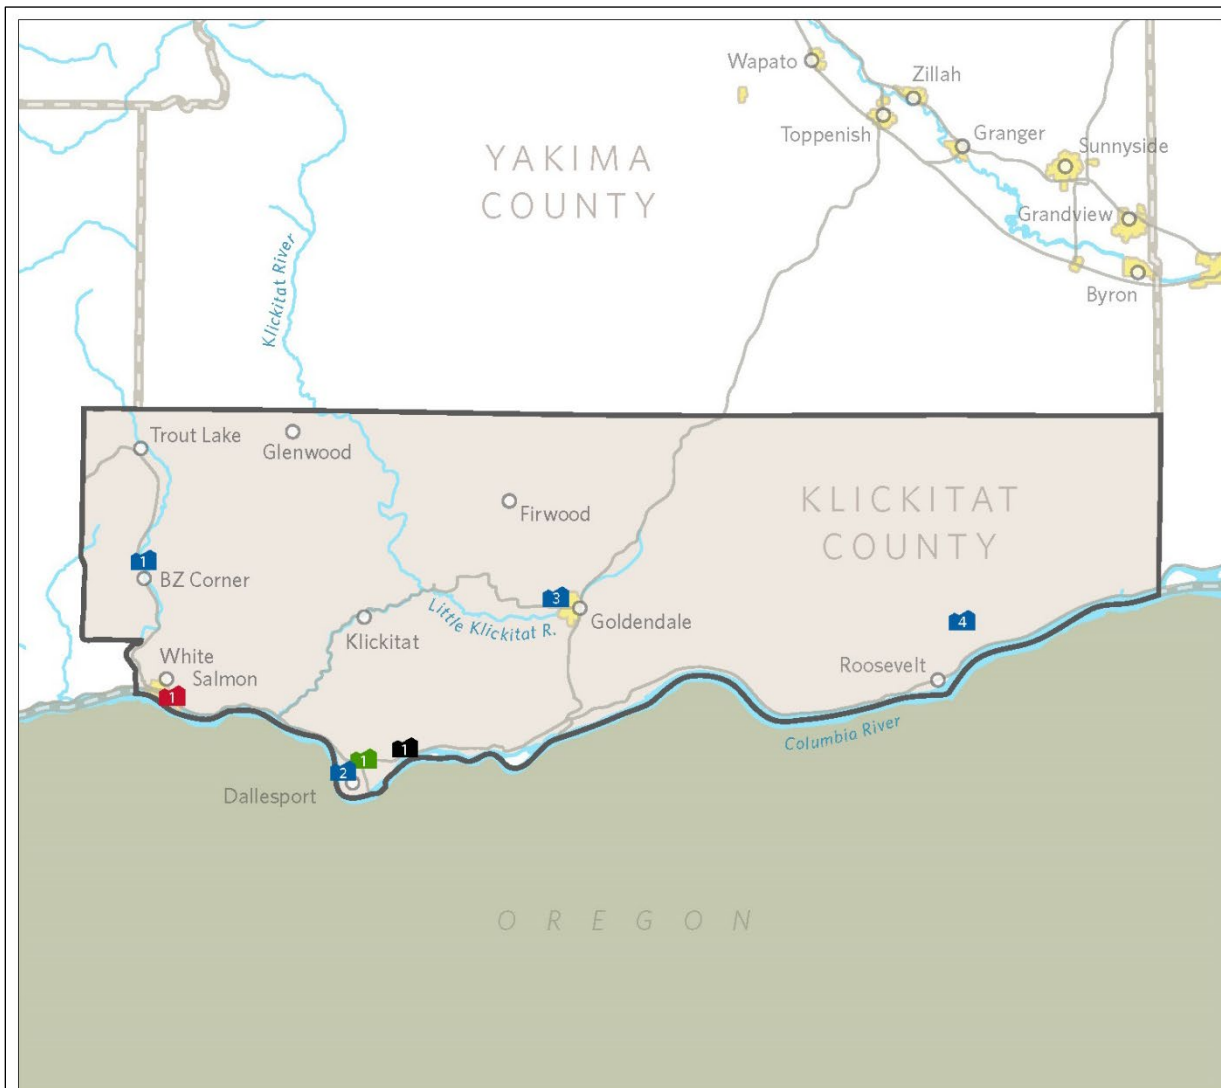 Wapato
Zillah
Toppenish
Granger
Sunnyside
YAKIMA
COUNTY
Grandview
Klickitat River
Byron
Trout Lake
Glenwood
Firwood
KLICKITAT
COUNTY
1
BZ Corner
3
Goldendale
Little Klickitat R.
Klickitat
4
White
Salmon
1
Roosevelt
Columbia River
1
1
2
Dallesport
OREGON